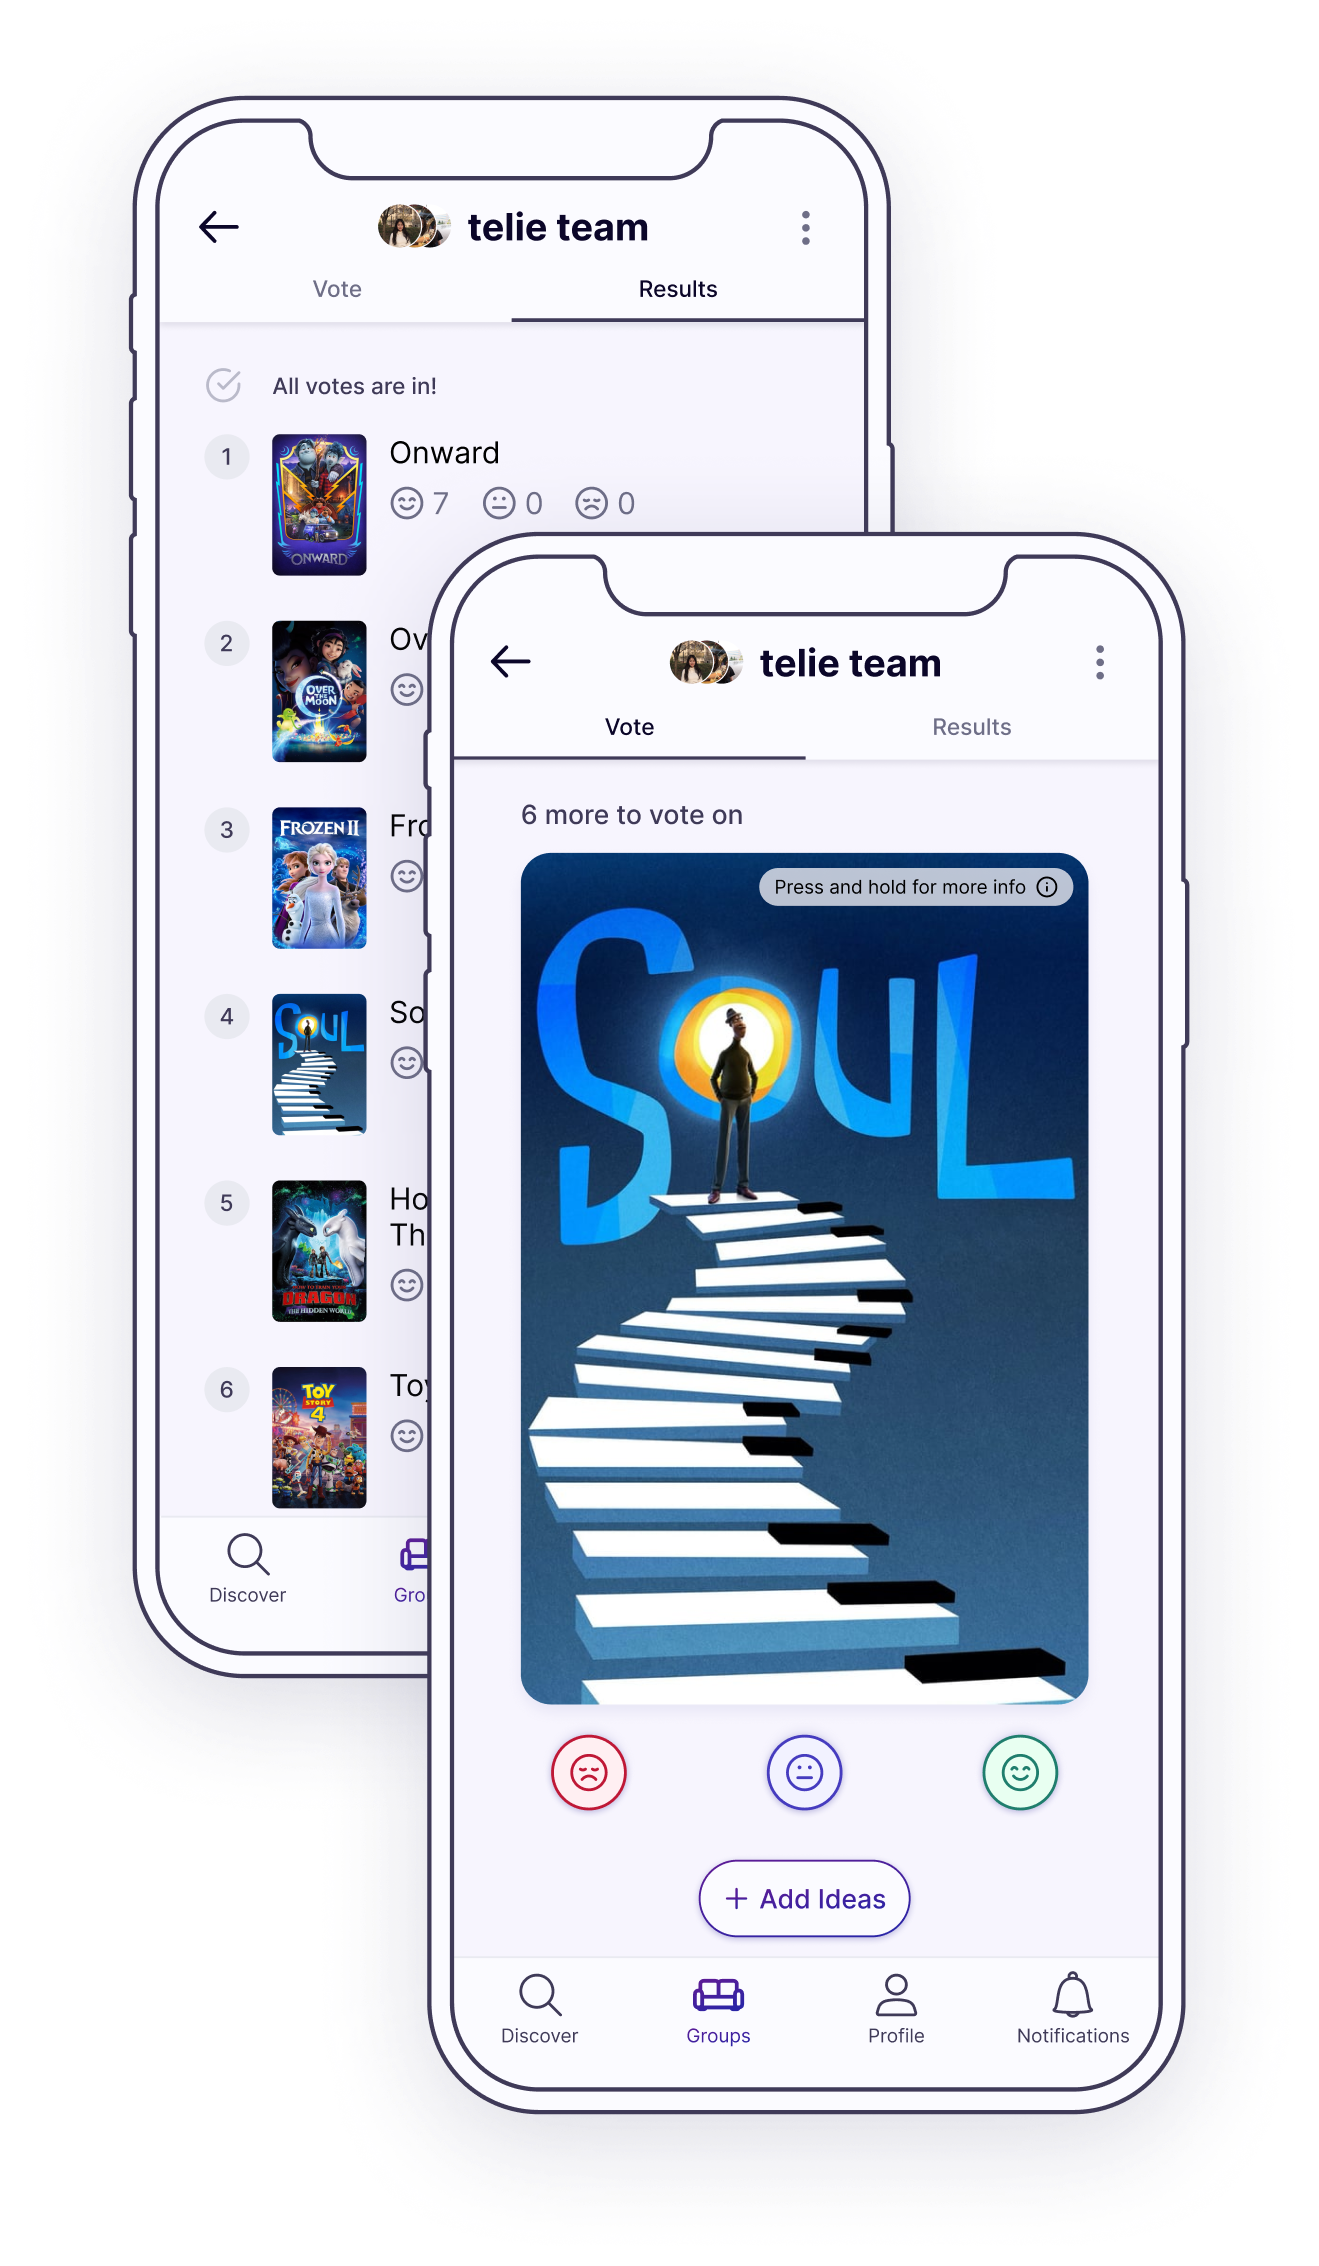 telie team
Vote
Results
All votes are in!
1
Onward
7
0
0
ONWARD
2
Ov
OVER
THE
MOON
3
Fro
FROZEN II
4
So
SOUL
5
Ho
Th
HOW TO TRAIN YOUR
DRAGON
THE HIDDEN WORLD
6
Toy
TOY
STORY
4
Discover
Gro
telie team
Vote
Results
6 more to vote on
Press and hold for more info
SOUL
+ Add Ideas
Discover
Groups
Profile
Notifications